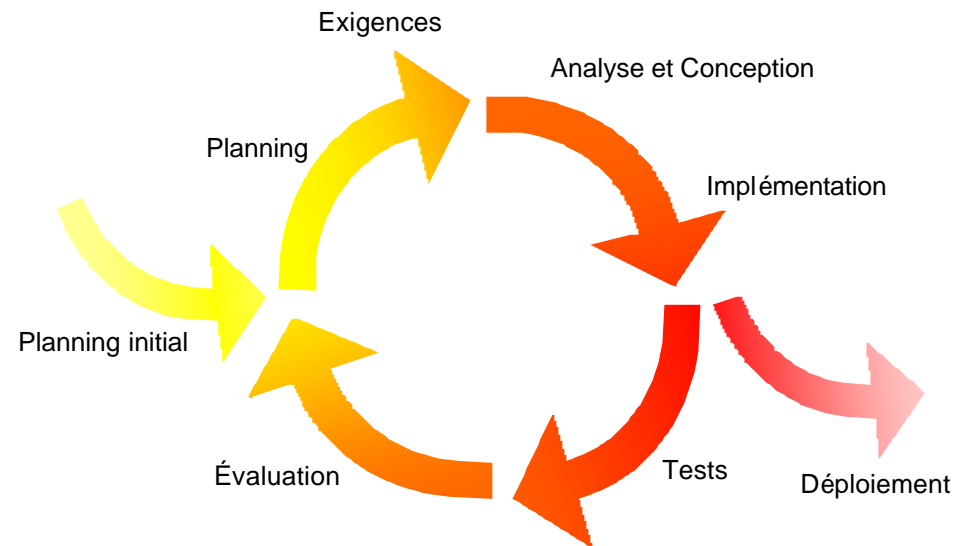 Exigences
Analyse et Conception
Planning
Implémentation
Planning initial
Évaluation
Tests
Déploiement